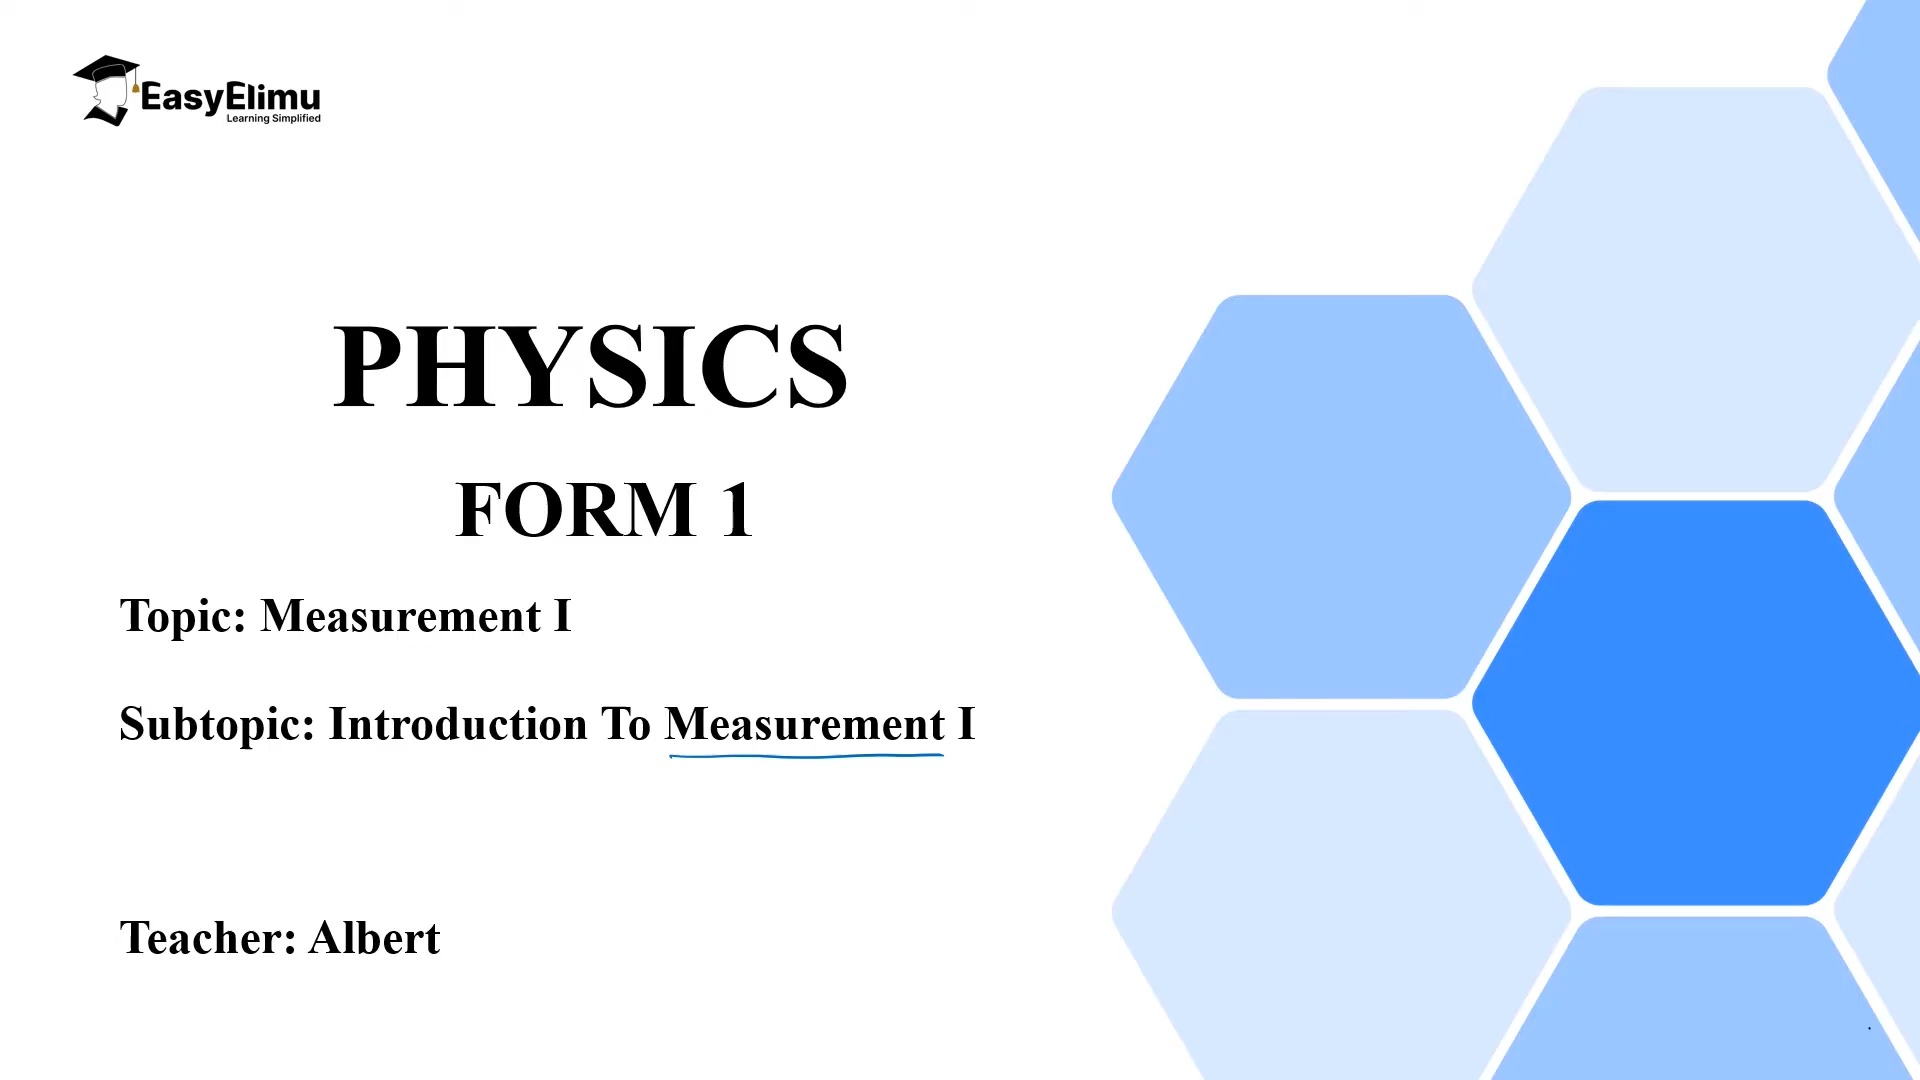 EasyElimu
Learning Simplified
PHYSICS
FORM 1
Topic: Measurement I
Subtopic: Introduction To Measurement I
Teacher: Albert